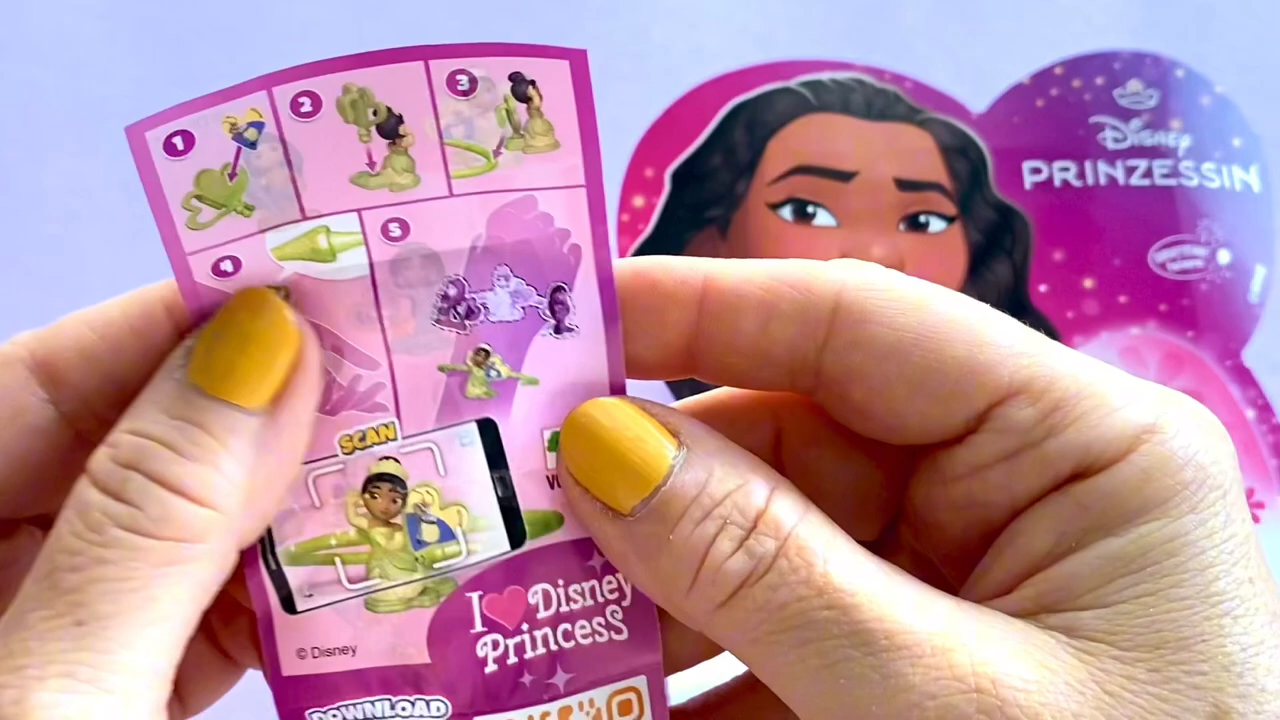 1
2
3
4
5
SCAN
© Disney
I Disney
Princess
DOWNLOAD
Disney
PRINZESSIN